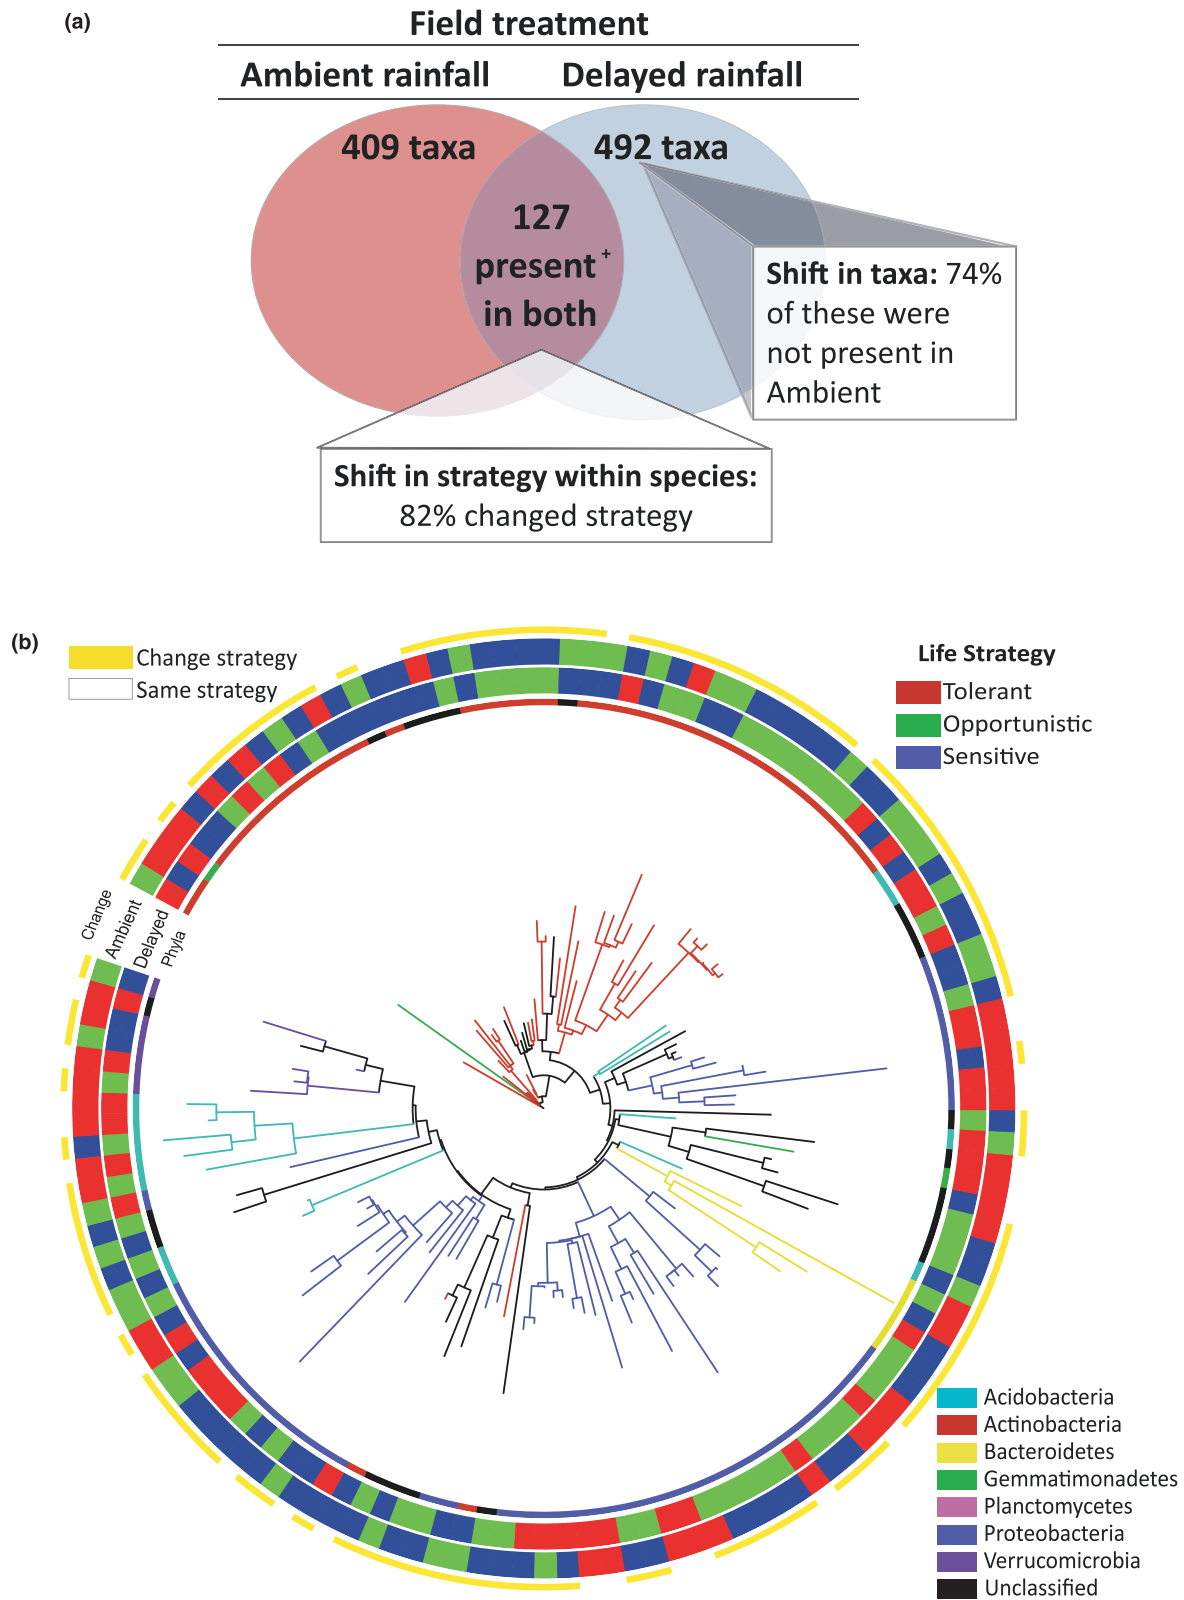 (a)
Field treatment
Ambient rainfall
Delayed rainfall
409 taxa
492 taxa
127
present+
in both
Shift in taxa: 74%
of these were
not present in
Ambient
Shift in strategy within species:
82% changed strategy
(b)
Change strategy
Same strategy
Life Strategy
Tolerant
Opportunistic
Sensitive
Change
Ambient
Delayed
Phyla
Acidobacteria
Actinobacteria
Bacteroidetes
Gemmatimonadetes
Planctomycetes
Proteobacteria
Verrucomicrobia
Unclassified